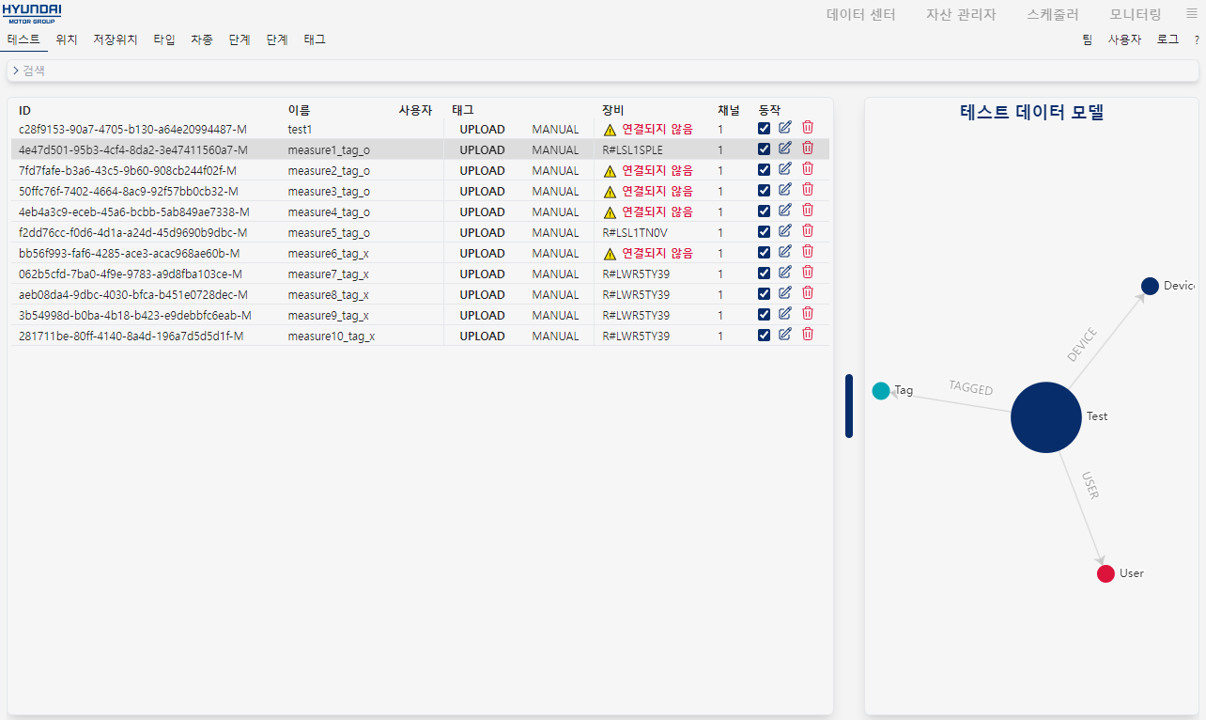 HYUNDAI
MOTOR GROUP
데이터 센터 자산 관리자 스케줄러 모니터링
테스트 위치 저장위치 타입 차종 단계 단계 태그 팀 사용자 로그 ?
검색
ID 이름 사용자 태그 장비 채널 동작
c28f9153-90a7-4705-b130-a64e20994487-M test1 UPLOAD MANUAL 연결되지 않음 1
4e47d501-95b3-4cf4-8da2-3e47411560a7-M measure1_tag_o UPLOAD MANUAL R#LSL1SPLE 1
7fd7fafe-b3a6-43c5-9b60-908cb244f02f-M measure2_tag_o UPLOAD MANUAL 연결되지 않음 1
50ffc76f-7402-4664-8ac9-92f57bb0cb32-M measure3_tag_o UPLOAD MANUAL 연결되지 않음 1
4eb4a3c9-eceb-45a6-bcbb-5ab849ae7338-M measure4_tag_o UPLOAD MANUAL 연결되지 않음 1
f2dd76cc-f0d6-4d1a-a24d-45d9690b9dbc-M measure5_tag_o UPLOAD MANUAL R#LSL1TN0V 1
bb56f993-faf6-4285-ace3-acac968ae60b-M measure6_tag_x UPLOAD MANUAL 연결되지 않음 1
062b5cfd-7ba0-4f9e-9783-a9d8fba103ce-M measure7_tag_x UPLOAD MANUAL R#LWR5TY39 1
aeb08da4-9dbc-4030-bfca-b451e0728dec-M measure8_tag_x UPLOAD MANUAL R#LWR5TY39 1
3b54998d-b0ba-4b18-b423-e9debbfc6eab-M measure9_tag_x UPLOAD MANUAL R#LWR5TY39 1
281711be-80ff-4140-8a4d-196a7d5d5d1f-M measure10_tag_x UPLOAD MANUAL R#LWR5TY39 1
테스트 데이터 모델
Devic
DEVICE
Tag
TAGGED
Test
USER
User